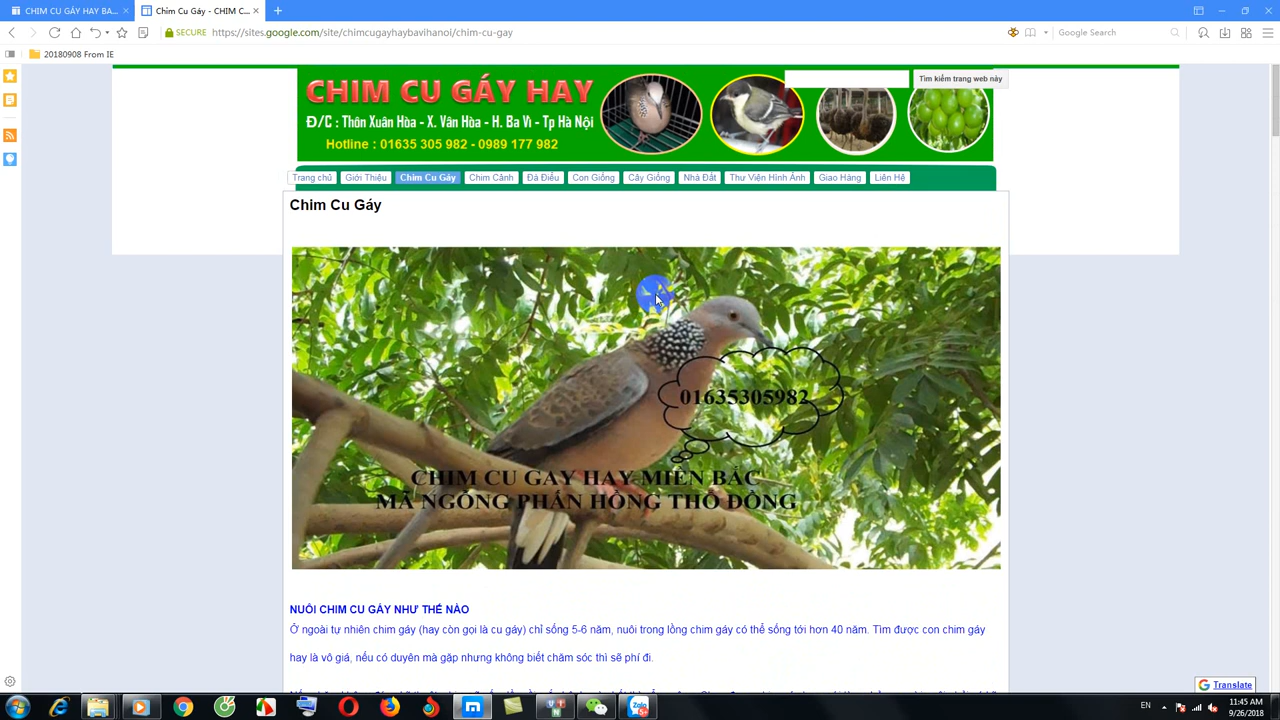 CHIM CU GAY HAY BA...
Chim Cu Gáy - CHIM C...
SECURE https://sites.google.com/site/chimcugayhaybavihanoi/chim-cu-gay
Google Search
20180908 From IE
Tìm kiếm trang web này
CHIM CU GÁY HAY
Đ/C : Thôn Xuân Hòa - X. Vân Hòa - H. Ba Vì - Tp Hà Nội
Hotline : 01635 305 982 - 0989 177 982
Trang chủ Giới Thiệu Chim Cu Gáy Chim Cảnh Đà Điểu Con Giống Cây Giống Nhà Đất Thư Viện Hình Ảnh Giao Hàng Liên Hệ
Chim Cu Gáy
01635305982
CHIM CU GAY HAY MIỀN BẮC
MÃ NGỒNG PHẤN HỒNG THỔ ĐỒNG
NUÔI CHIM CU GÁY NHƯ THẾ NÀO
Ở ngoài tự nhiên chim gáy (hay còn gọi là cu gáy) chỉ sống 5-6 năm, nuôi trong lồng chim gáy có thể sống tới hơn 40 năm. Tìm được con chim gáy
hay là vô giá, nếu có duyên mà gặp nhưng không biết chăm sóc thì sẽ phí đi.
Translate
EN
11:45 AM
9/26/2018